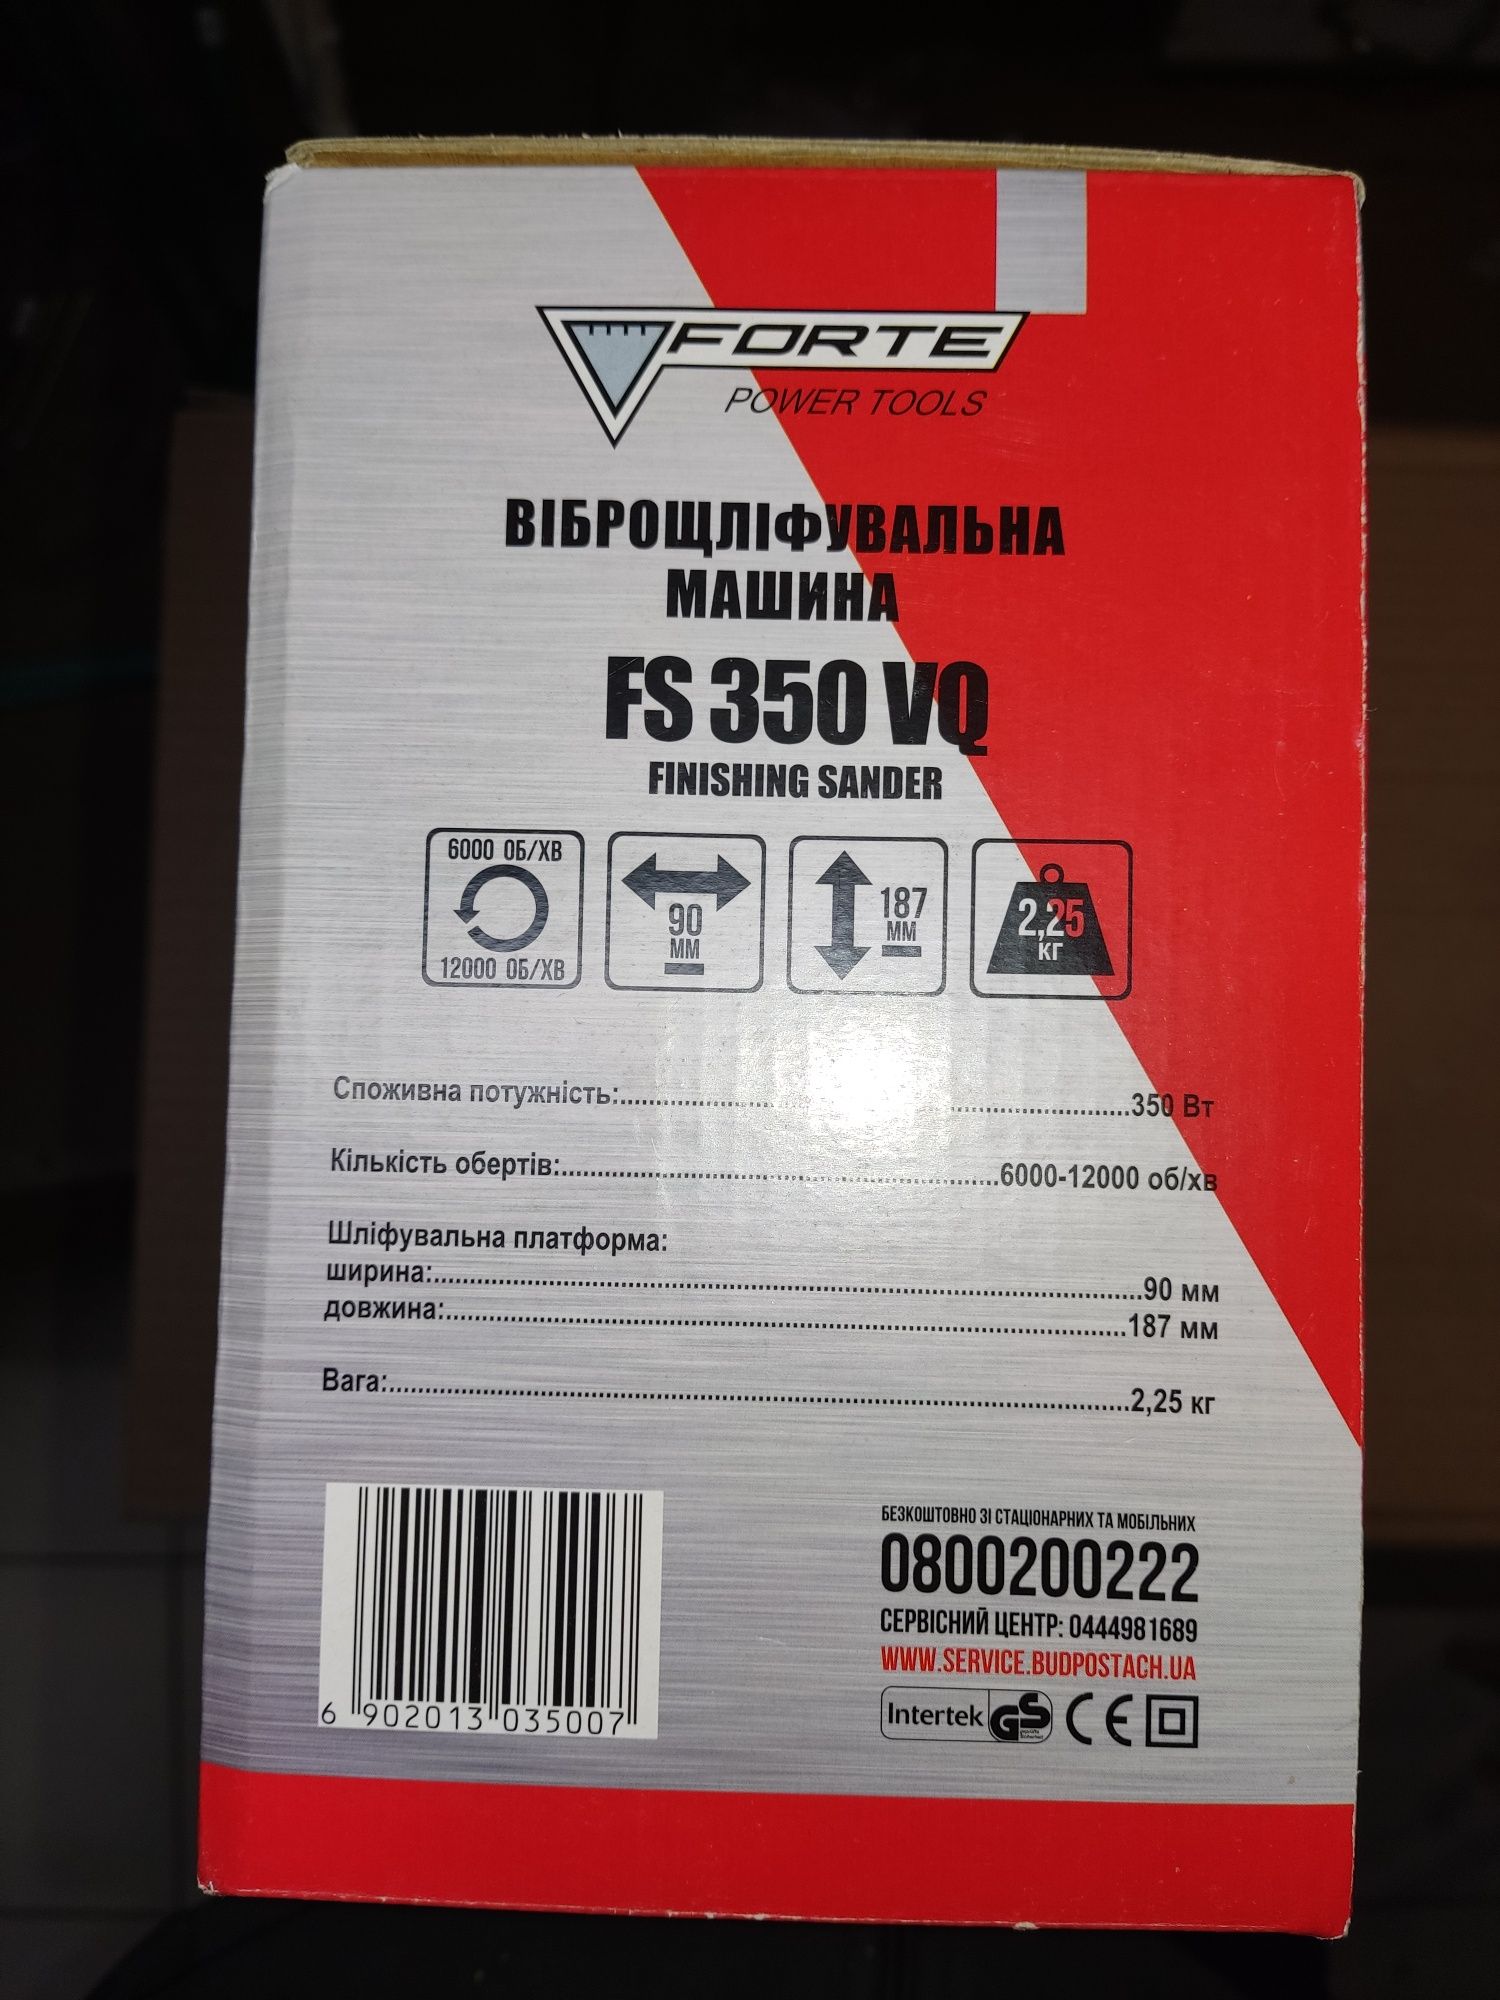 FORTE
POWER TOOLS
ВІБРОЩЛІФУВАЛЬНА
МАШИНА
FS 350 VQ
FINISHING SANDER
6000 ОБ/ХВ
12000 ОБ/ХВ
90
ММ
187
ММ
2,25
КГ
Споживна потужність:...350 Вт
Кількість обертів:...6000-12000 об/хв
Шліфувальна платформа:
ширина:...90 мм
довжина:...187 мм
Вага:...2,25 кг
6 902013 035007
БЕЗКОШТОВНО ЗІ СТАЦІОНАРНИХ ТА МОБІЛЬНИХ
0800200222
СЕРВІСНИЙ ЦЕНТР: 0444981689
WWW.SERVICE.BUDPOSTACH.UA
Intertek GS CE